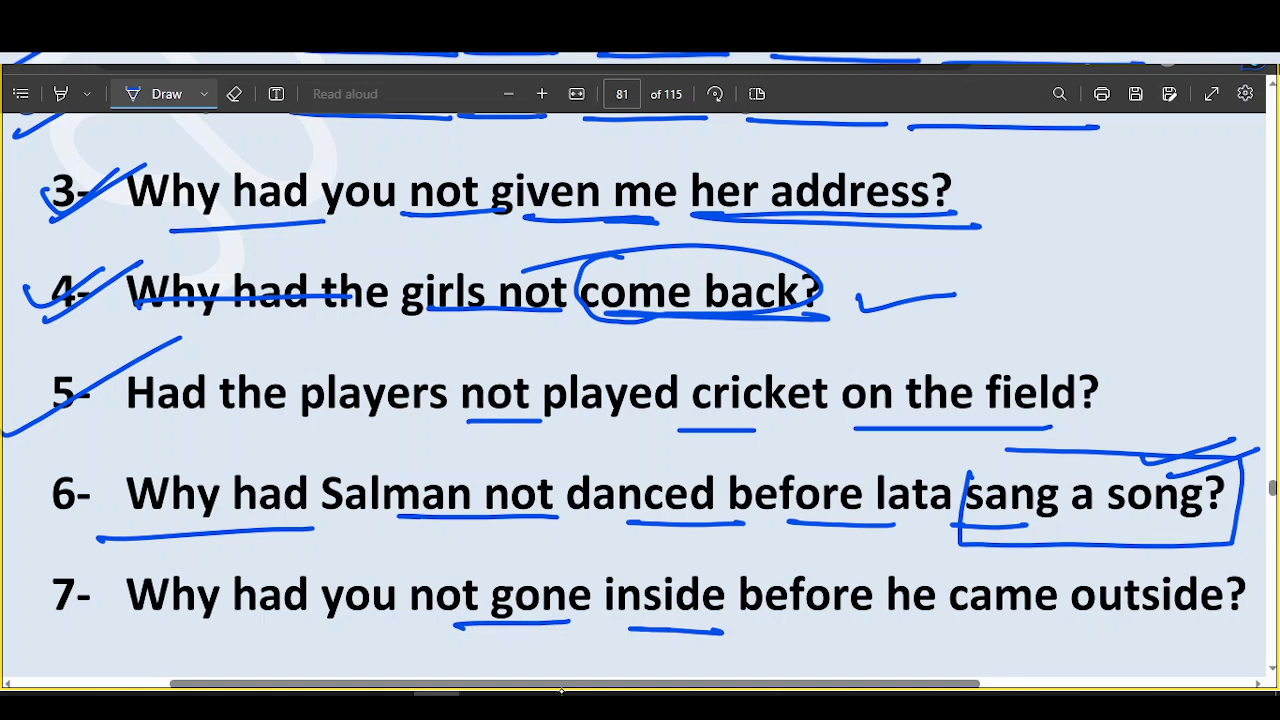 Draw
Read aloud
81
of 115
3- Why had you not given me her address?
4- Why had the girls not come back?
5- Had the players not played cricket on the field?
6- Why had Salman not danced before lata sang a song?
7- Why had you not gone inside before he came outside?